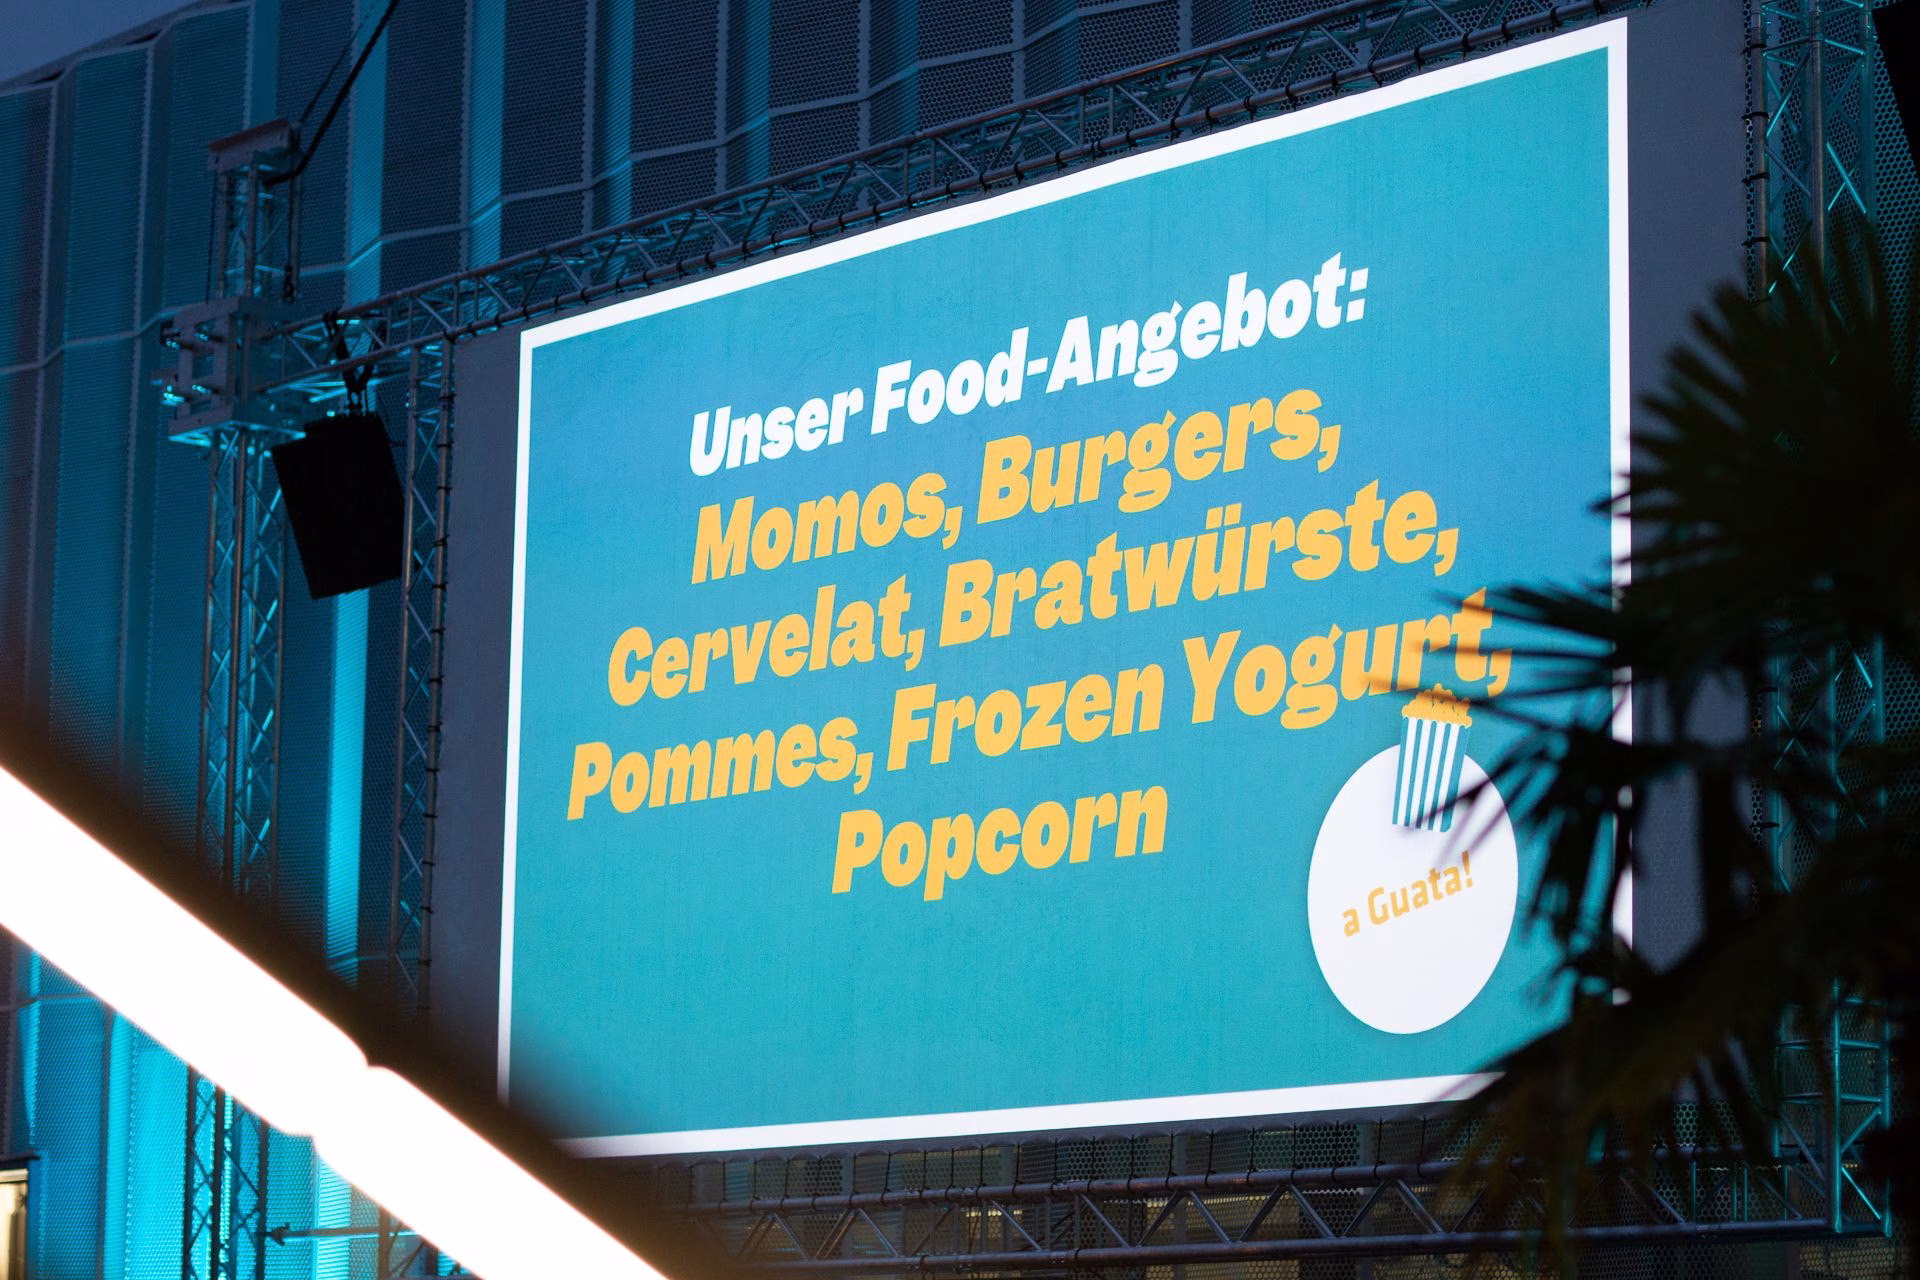 Unser Food-Angebot:
Momos, Burgers,
Cervelat, Bratwürste,
Pommes, Frozen Yogurt,
Popcorn
a Guata!